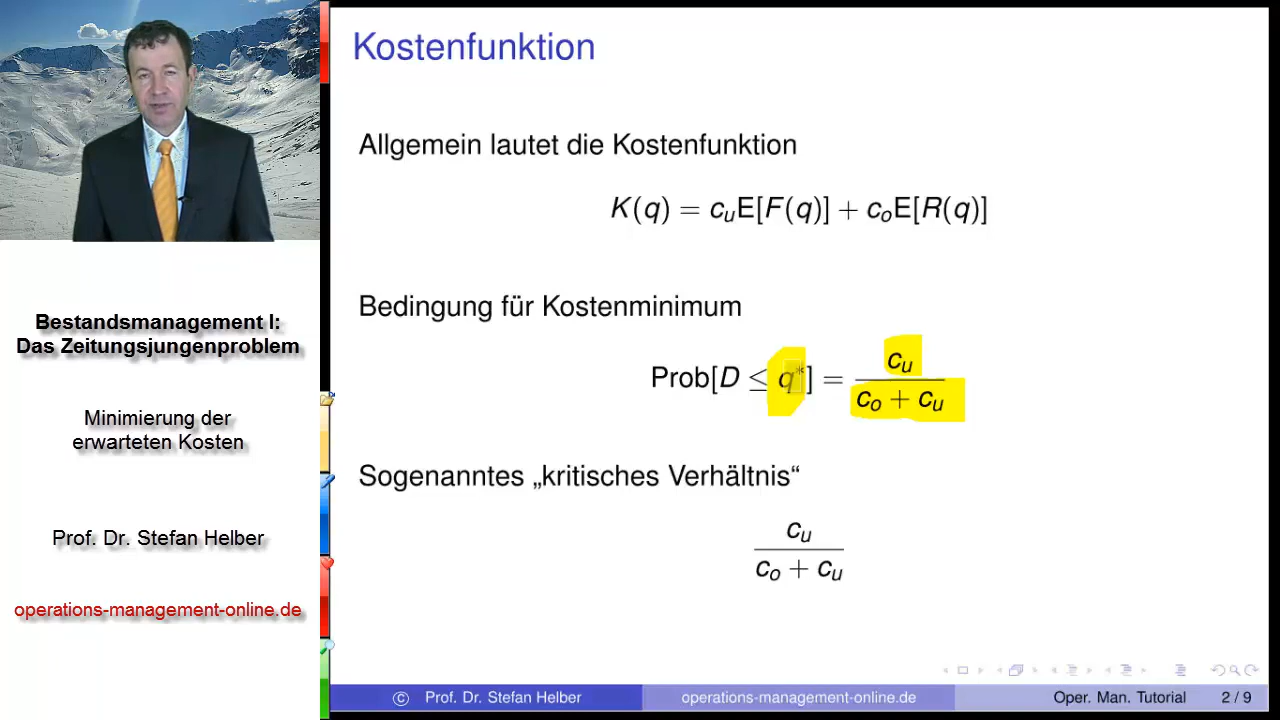 Bestandsmanagement I:
Das Zeitungsjungenproblem
Minimierung der
erwarteten Kosten
Prof. Dr. Stefan Helber
operations-management-online.de
Kostenfunktion
Allgemein lautet die Kostenfunktion
K(q) = c_u E[F(q)] + c_o E[R(q)]
Bedingung für Kostenminimum
Prob[D ≤ q*] = c_u / (c_o + c_u)
Sogenanntes „kritisches Verhältnis“
c_u
c_o + c_u
© Prof. Dr. Stefan Helber operations-management-online.de Oper. Man. Tutorial 2 / 9